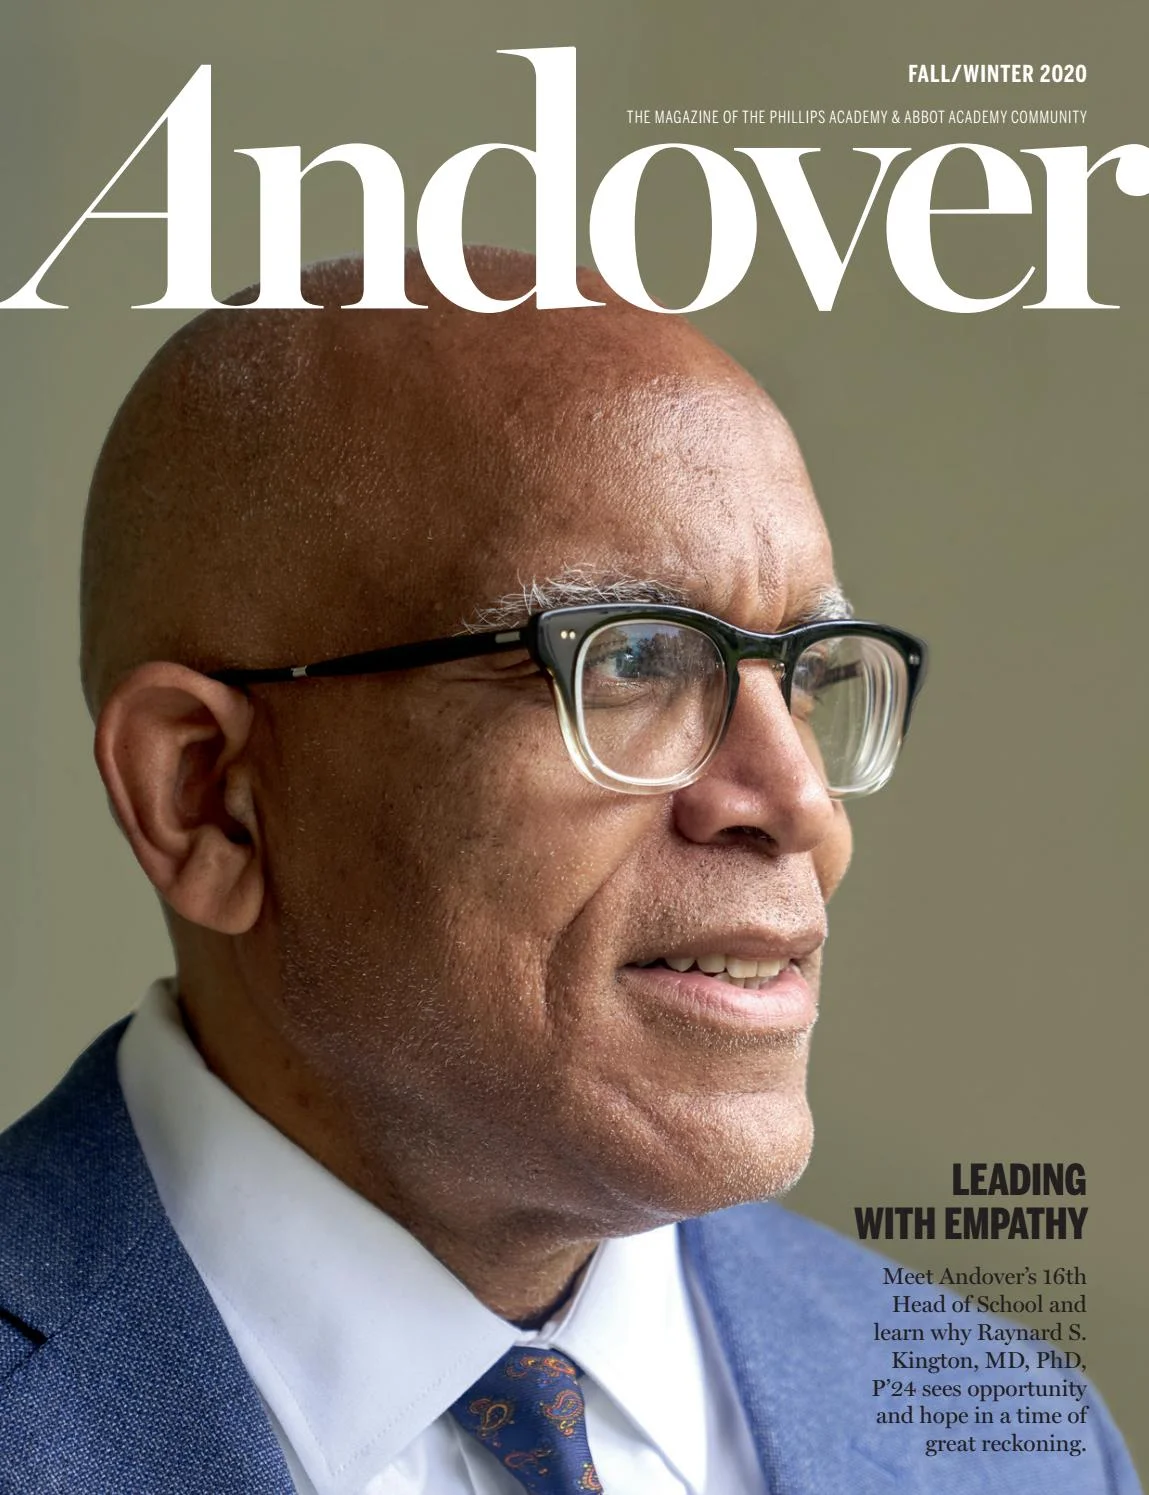 FALL/WINTER 2020
THE MAGAZINE OF THE PHILLIPS ACADEMY & ABBOT ACADEMY COMMUNITY
Andover
LEADING
WITH EMPATHY
Meet Andover’s 16th
Head of School and
learn why Raynard S.
Kington, MD, PhD,
P’24 sees opportunity
and hope in a time of
great reckoning.